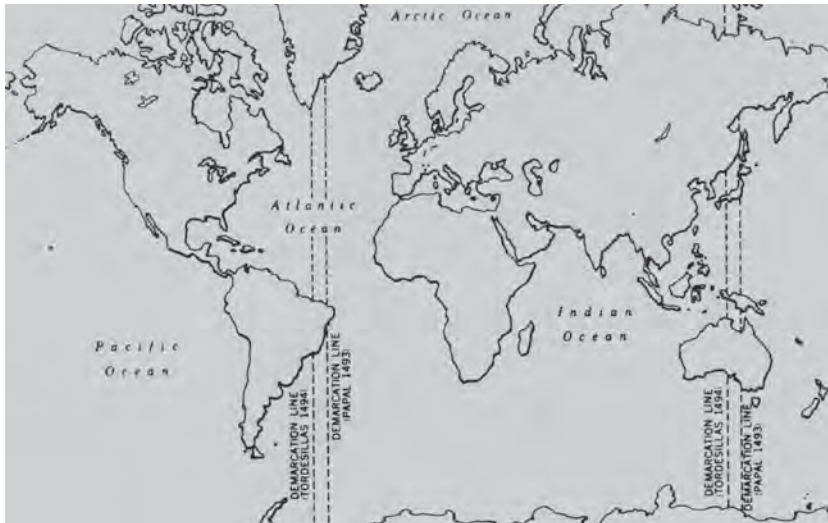 Arctic Ocean
Atlantic
Ocean
Indian
Ocean
Pacific
Ocean
DEMARCATION LINE
(TORDESILLAS 1494)
DEMARCATION LINE
(PAPAL 1493)
DEMARCATION LINE
(TORDESILLAS 1494)
DEMARCATION LINE
(PAPAL 1493)